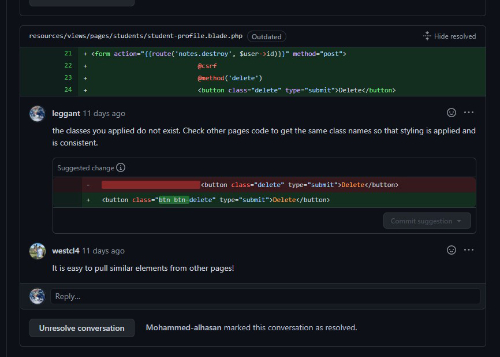 resources/views/pages/students/student-profile.blade.php Outdated Hide resolved
21 + <form action="{{route('notes.destroy', $user->id)}}" method="post">
22 + @csrf
23 + @method('delete')
24 + <button class="delete" type="submit">Delete</button>
leggant 11 days ago
the classes you applied do not exist. Check other pages code to get the same class names so that styling is applied and
is consistent.
Suggested change
- <button class="delete" type="submit">Delete</button>
+ <button class="btn btn-delete" type="submit">Delete</button>
Commit suggestion
westcl4 11 days ago
It is easy to pull similar elements from other pages!
Reply...
Unresolve conversation Mohammed-alhasan marked this conversation as resolved.